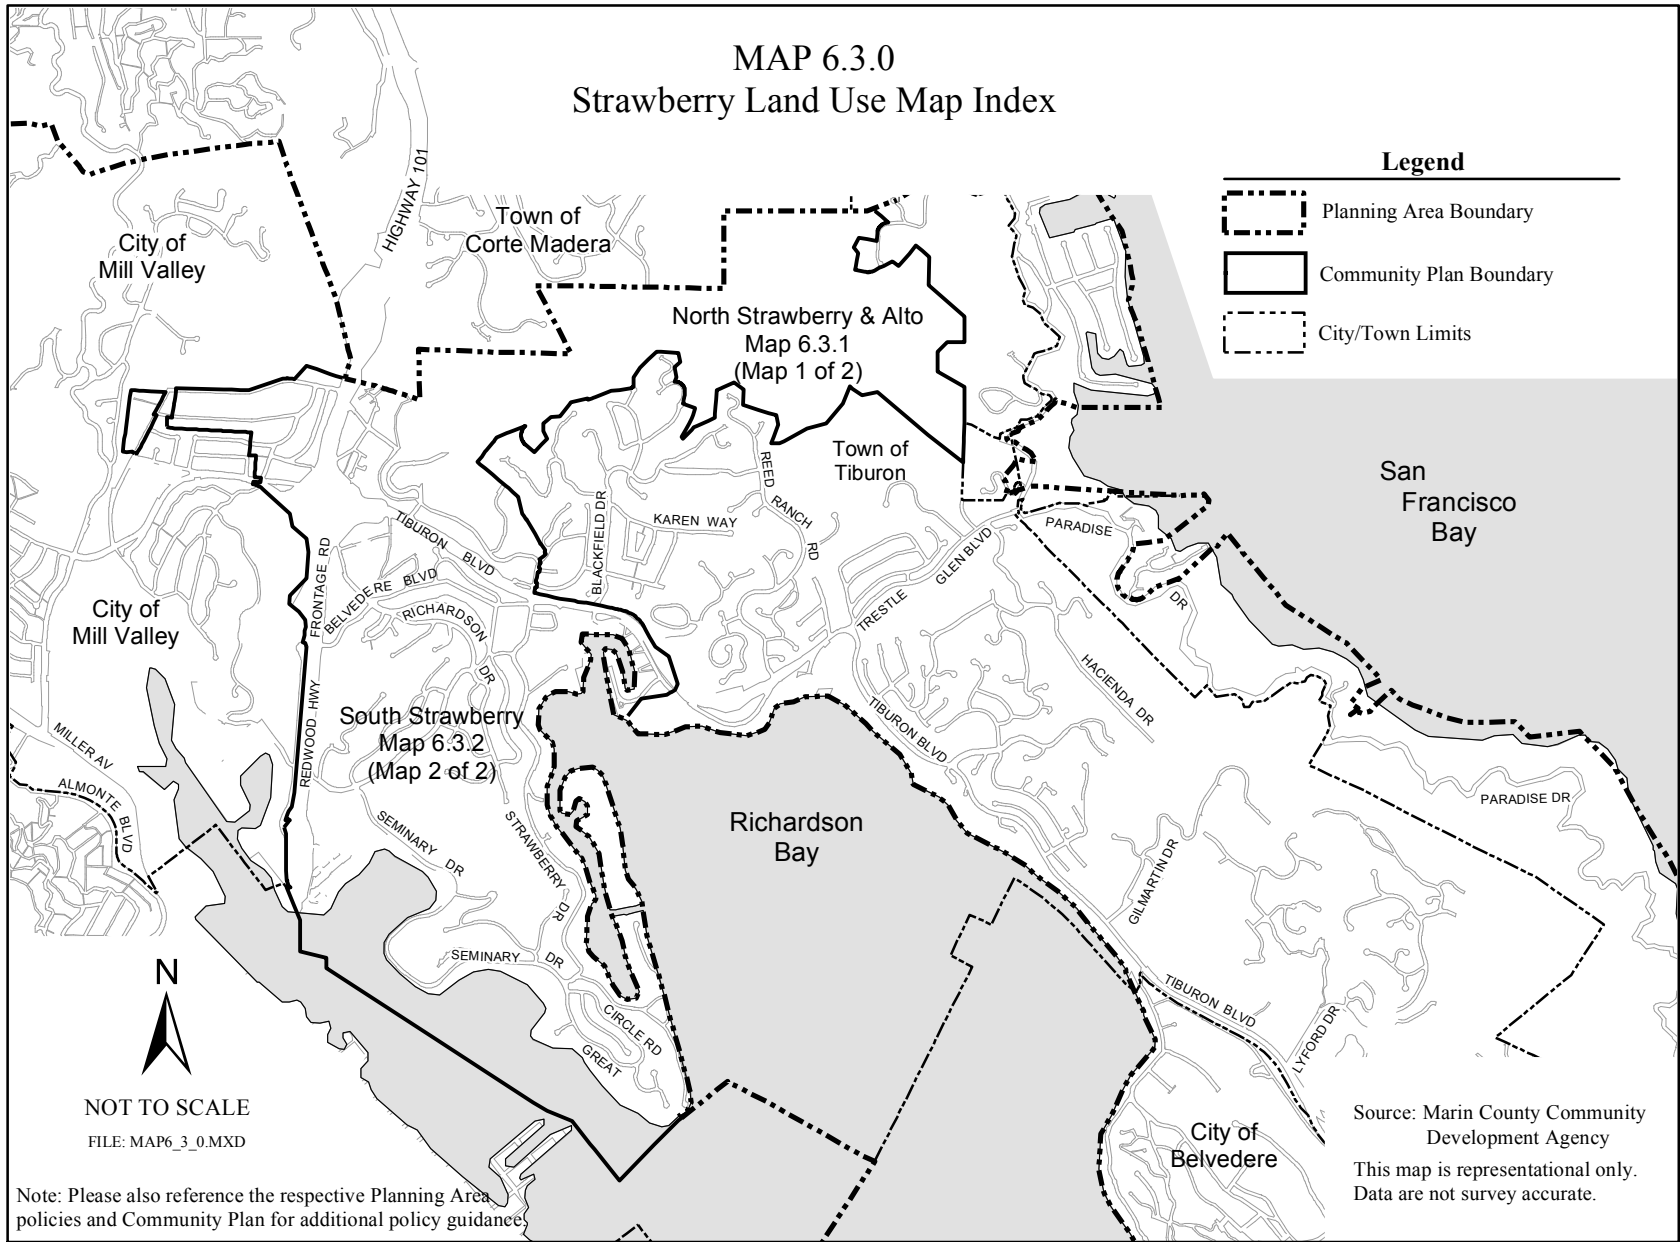 MAP 6.3.0
Strawberry Land Use Map Index
Legend
Planning Area Boundary
Community Plan Boundary
City/Town Limits
HIGHWAY 101
City of
Mill Valley
Town of
Corte Madera
North Strawberry & Alto
Map 6.3.1
(Map 1 of 2)
Town of
Tiburon
San
Francisco
Bay
REED
RANCH
RD
BLACKFIELD DR
KAREN WAY
TIBURON BLVD
FRONTAGE RD
BELVEDERE BLVD
RICHARDSON
DR
GLEN BLVD
TRESTLE
PARADISE
DR
HACIENDA DR
City of
Mill Valley
REDWOOD HWY
South Strawberry
Map 6.3.2
(Map 2 of 2)
MILLER AV
ALMONTE BLVD
TIBURON BLVD
PARADISE DR
Richardson
Bay
SEMINARY DR
STRAWBERRY DR
GILMARTIN DR
SEMINARY DR
CIRCLE RD
GREAT
TIBURON BLVD
LYFORD DR
City of
Belvedere
N
NOT TO SCALE
FILE: MAP6_3_0.MXD
Note: Please also reference the respective Planning Area
policies and Community Plan for additional policy guidance.
Source: Marin County Community
Development Agency
This map is representational only.
Data are not survey accurate.